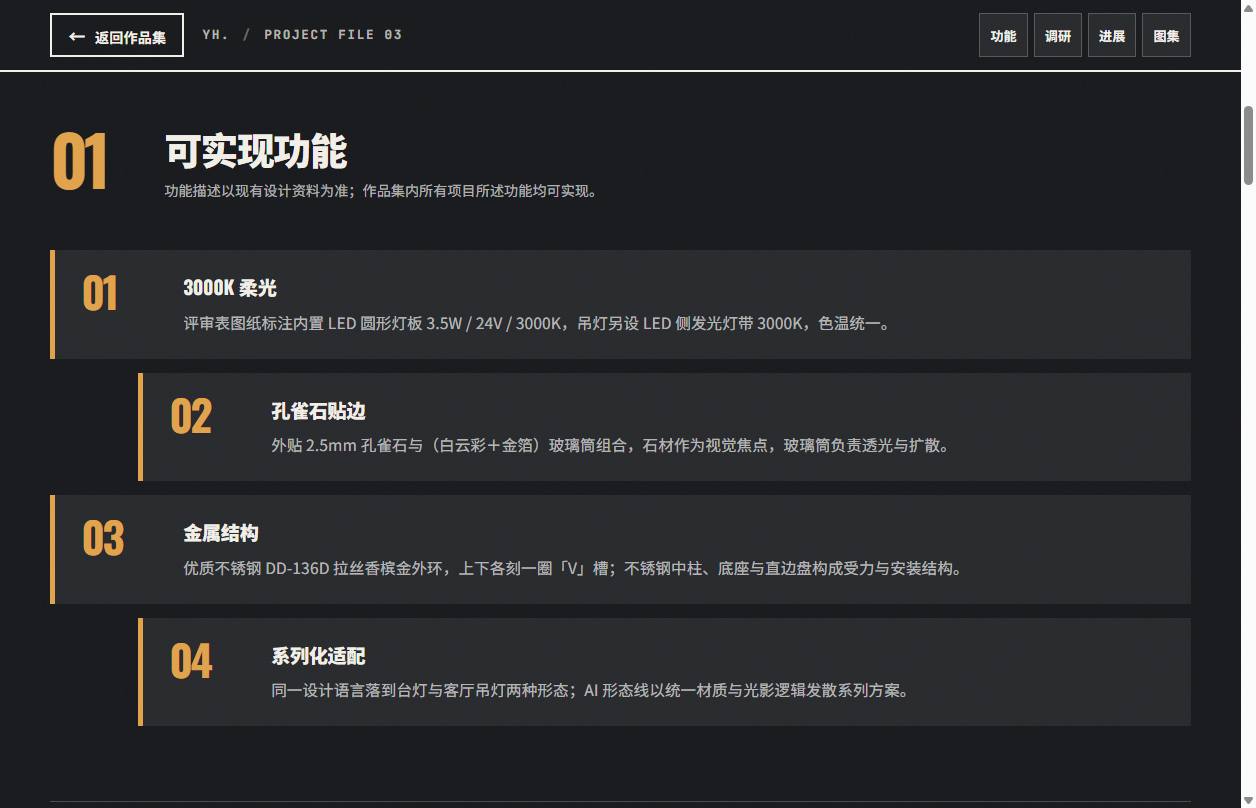 ← 返回作品集
YH. / PROJECT FILE 03
功能
调研
进展
图集
01
可实现功能
功能描述以现有设计资料为准；作品集内所有项目所述功能均可实现。
01
3000K 柔光
评审表图纸标注内置 LED 圆形灯板 3.5W / 24V / 3000K，吊灯另设 LED 侧发光灯带 3000K，色温统一。
02
孔雀石贴边
外贴 2.5mm 孔雀石与（白云彩＋金箔）玻璃筒组合，石材作为视觉焦点，玻璃筒负责透光与扩散。
03
金属结构
优质不锈钢 DD-136D 拉丝香槟金外环，上下各刻一圈「V」槽；不锈钢中柱、底座与直边盘构成受力与安装结构。
04
系列化适配
同一设计语言落到台灯与客厅吊灯两种形态；AI 形态线以统一材质与光影逻辑发散系列方案。